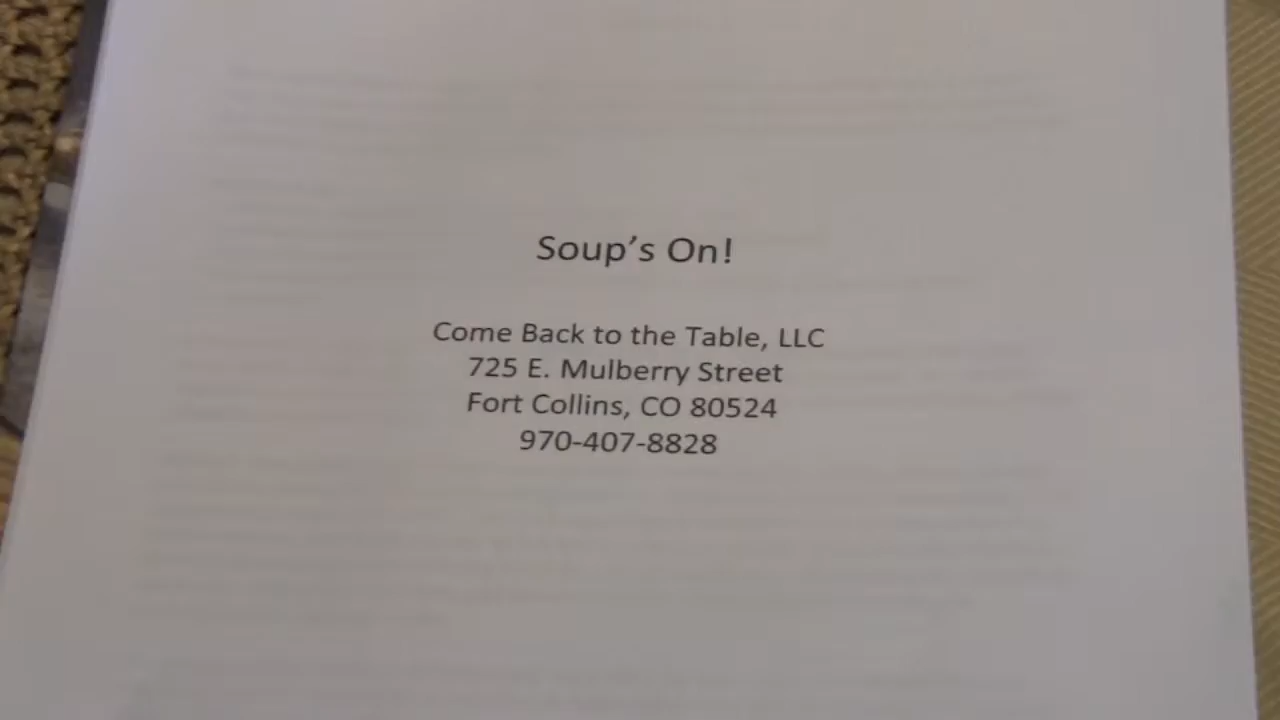 Soup's On!
Come Back to the Table, LLC
725 E. Mulberry Street
Fort Collins, CO 80524
970-407-8828